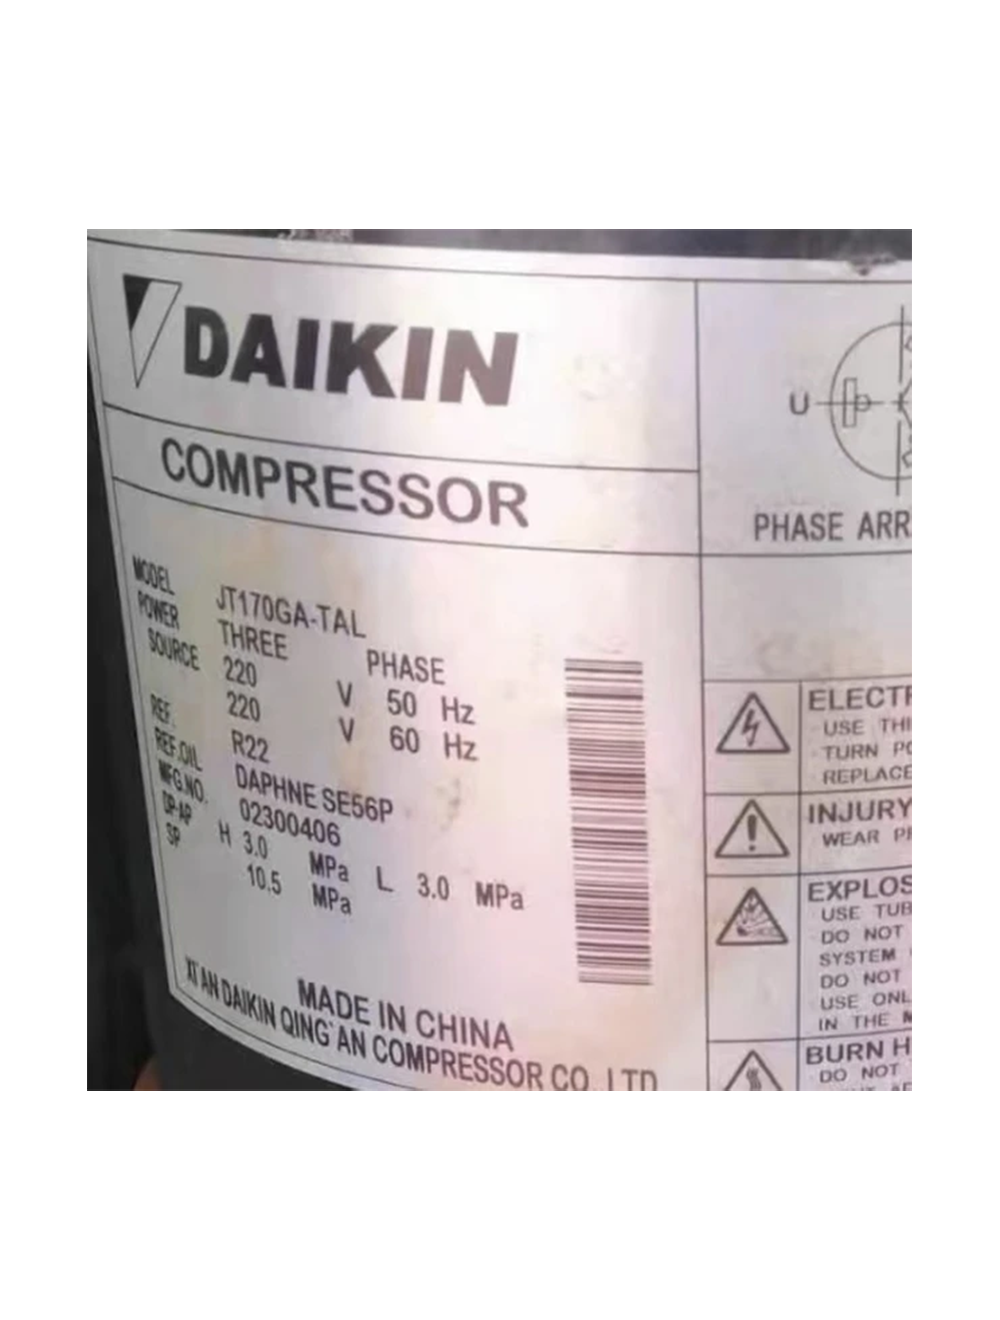 DAIKIN
COMPRESSOR
MODEL JT170GA-TAL
POWER THREE PHASE
SOURCE 220 V 50 Hz
220 V 60 Hz
REF. R22
REF.OIL DAPHNE SE56P
MFG.NO. 02300406
DP-AP H 3.0 MPa L 3.0 MPa
SP 10.5 MPa
MADE IN CHINA
XI'AN DAIKIN QING'AN COMPRESSOR CO. LTD
U
PHASE ARR
ELECTR
USE THI
TURN PO
REPLACE
INJURY
WEAR PR
EXPLOS
USE TUB
DO NOT
SYSTEM
DO NOT
USE ONL
IN THE M
BURN H
DO NOT